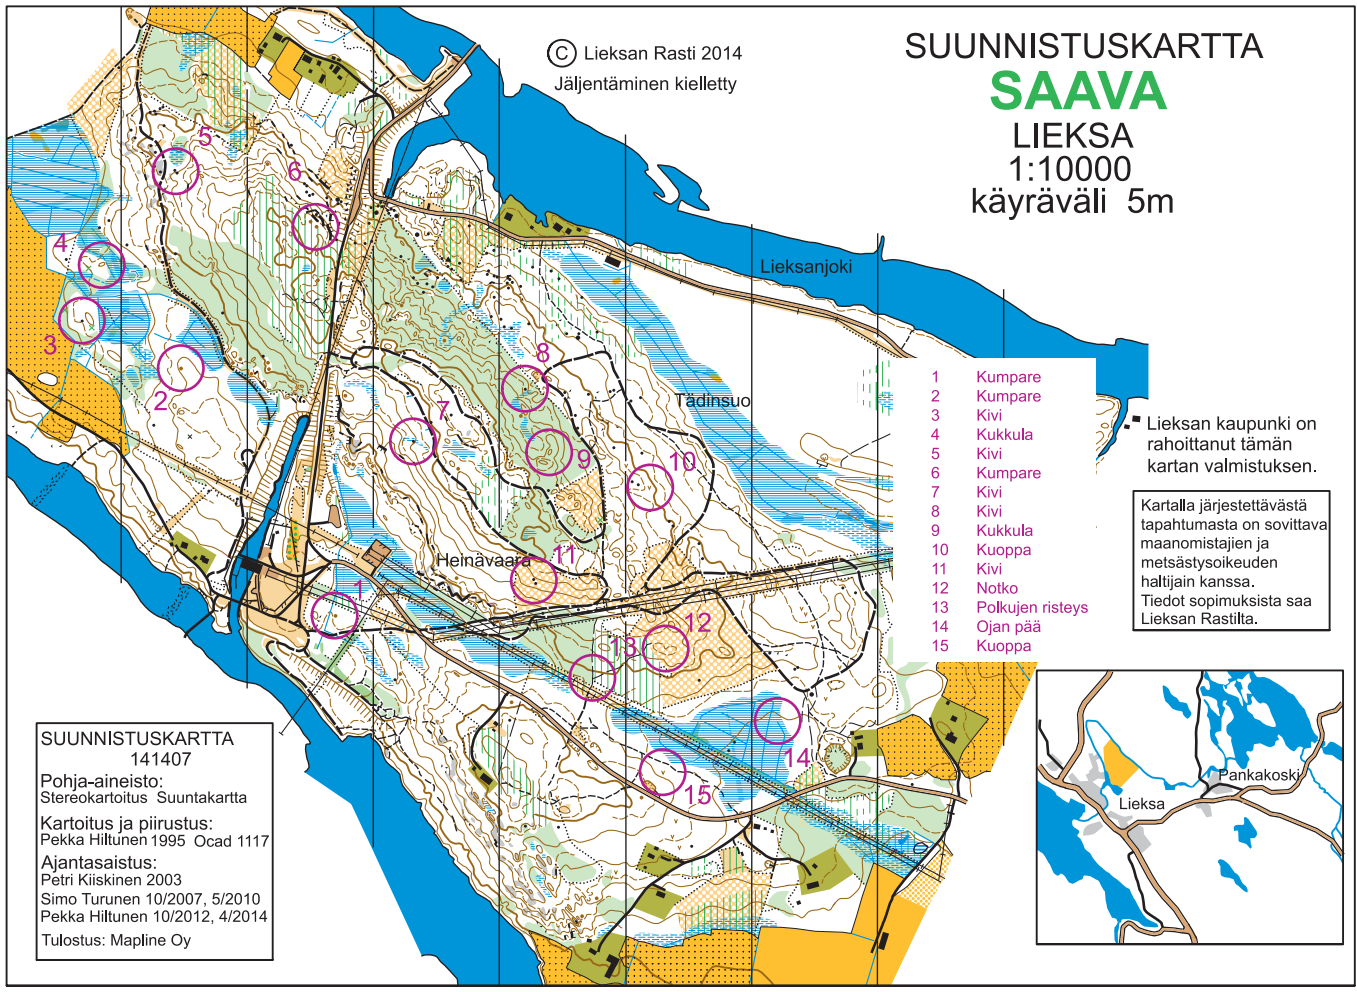 © Lieksan Rasti 2014
Jäljentäminen kielletty
SUUNNISTUSKARTTA
SAAVA
LIEKSA
1:10000
käyräväli 5m
5
6
4
3
2
8
7
9
10
11
1
12
13
14
15
Lieksanjoki
Tädinsuo
Heinävaara
1 Kumpare
2 Kumpare
3 Kivi
4 Kukkula
5 Kivi
6 Kumpare
7 Kivi
8 Kivi
9 Kukkula
10 Kuoppa
11 Kivi
12 Notko
13 Polkujen risteys
14 Ojan pää
15 Kuoppa
Lieksan kaupunki on
rahoittanut tämän
kartan valmistuksen.
Kartalla järjestettävästä
tapahtumasta on sovittava
maanomistajien ja
metsästysoikeuden
haltijain kanssa.
Tiedot sopimuksista saa
Lieksan Rastilta.
SUUNNISTUSKARTTA
141407
Pohja-aineisto:
Stereokartoitus Suuntakartta
Kartoitus ja piirustus:
Pekka Hiltunen 1995 Ocad 1117
Ajantasaistus:
Petri Kiiskinen 2003
Simo Turunen 10/2007, 5/2010
Pekka Hiltunen 10/2012, 4/2014
Tulostus: Mapline Oy
Pankakoski
Lieksa